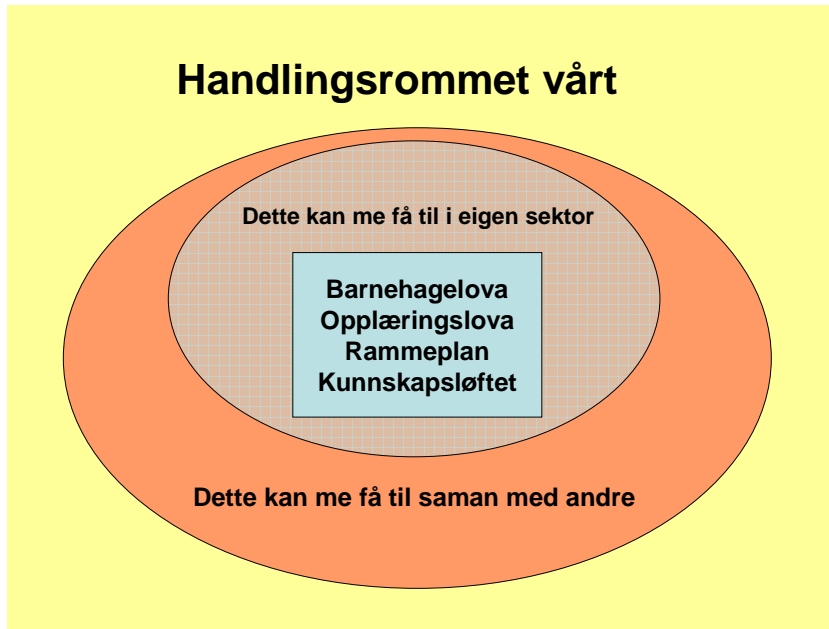 Handlingsrommet vårt
Dette kan me få til i eigen sektor
Barnehagelova
Opplæringslova
Rammeplan
Kunnskapsløftet
Dette kan me få til saman med andre